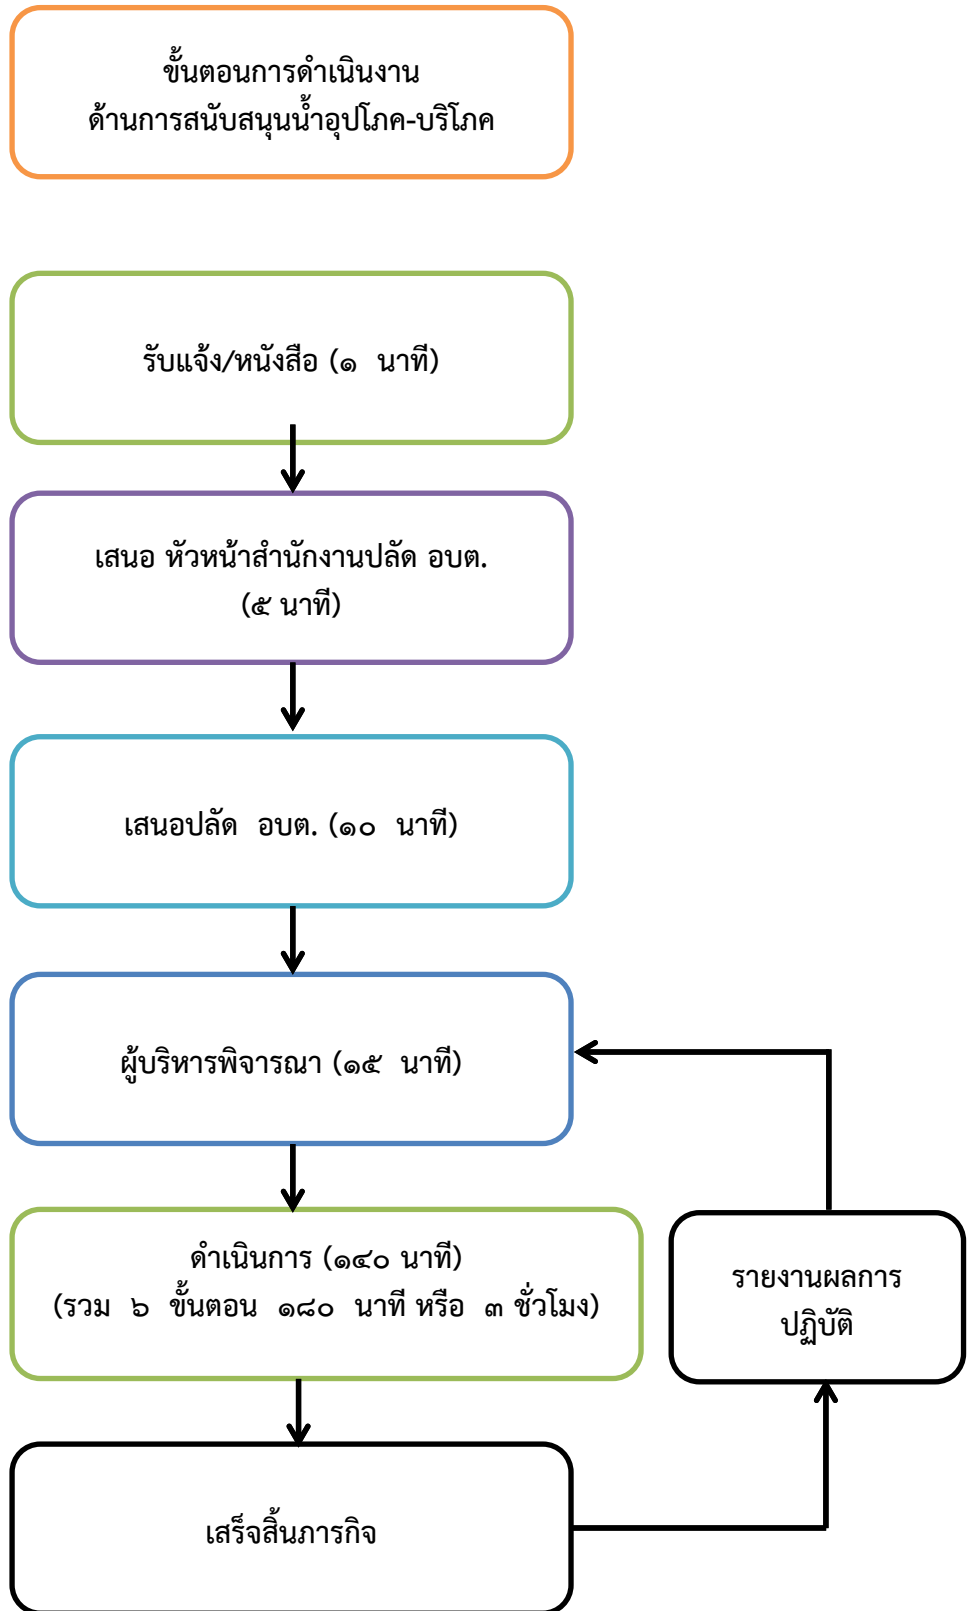 ขั้นตอนการดำเนินงาน
ด้านการสนับสนุนน้ำอุปโภค-บริโภค
รับแจ้ง/หนังสือ (๑ นาที)
เสนอ หัวหน้าสำนักงานปลัด อบต.
(๕ นาที)
เสนอปลัด อบต. (๑๐ นาที)
ผู้บริหารพิจารณา (๑๕ นาที)
ดำเนินการ (๑๔๐ นาที)
(รวม ๖ ขั้นตอน ๑๘๐ นาที หรือ ๓ ชั่วโมง)
รายงานผลการ
ปฏิบัติ
เสร็จสิ้นภารกิจ